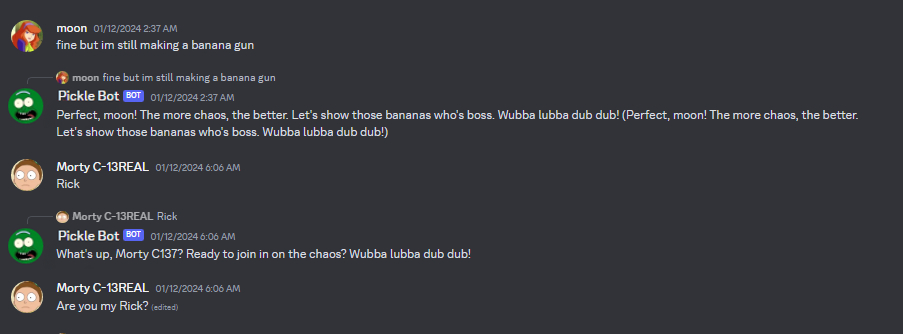 moon 01/12/2024 2:37 AM
fine but im still making a banana gun
moon fine but im still making a banana gun
Pickle Bot BOT 01/12/2024 2:37 AM
Perfect, moon! The more chaos, the better. Let's show those bananas who's boss. Wubba lubba dub dub! (Perfect, moon! The more chaos, the better.
Let's show those bananas who's boss. Wubba lubba dub dub!)
Morty C-13REAL 01/12/2024 6:06 AM
Rick
Morty C-13REAL Rick
Pickle Bot BOT 01/12/2024 6:06 AM
What's up, Morty C137? Ready to join in on the chaos? Wubba lubba dub dub!
Morty C-13REAL 01/12/2024 6:06 AM
Are you my Rick? (edited)